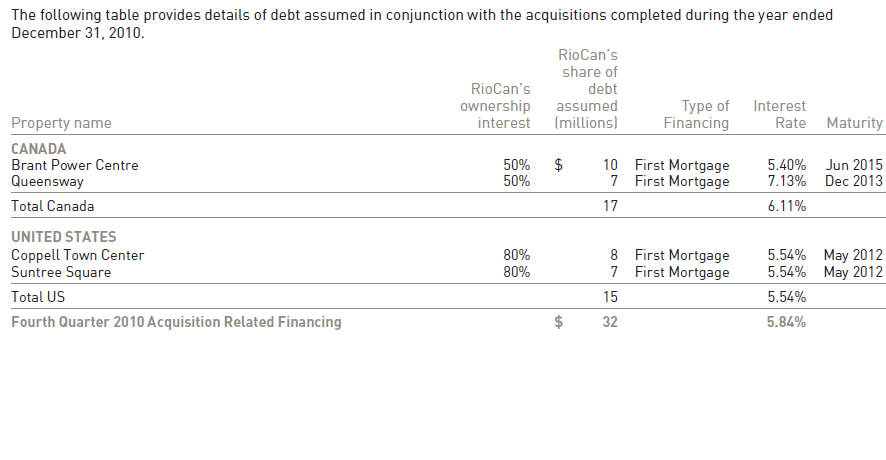 The following table provides details of debt assumed in conjunction with the acquisitions completed during the year ended
December 31, 2010.
Property name RioCan's ownership interest RioCan's share of debt assumed (millions) Type of Financing Interest Rate Maturity
CANADA
Brant Power Centre 50% $ 10 First Mortgage 5.40% Jun 2015
Queensway 50% 7 First Mortgage 7.13% Dec 2013
Total Canada 17 6.11%
UNITED STATES
Coppell Town Center 80% 8 First Mortgage 5.54% May 2012
Suntree Square 80% 7 First Mortgage 5.54% May 2012
Total US 15 5.54%
Fourth Quarter 2010 Acquisition Related Financing $ 32 5.84%